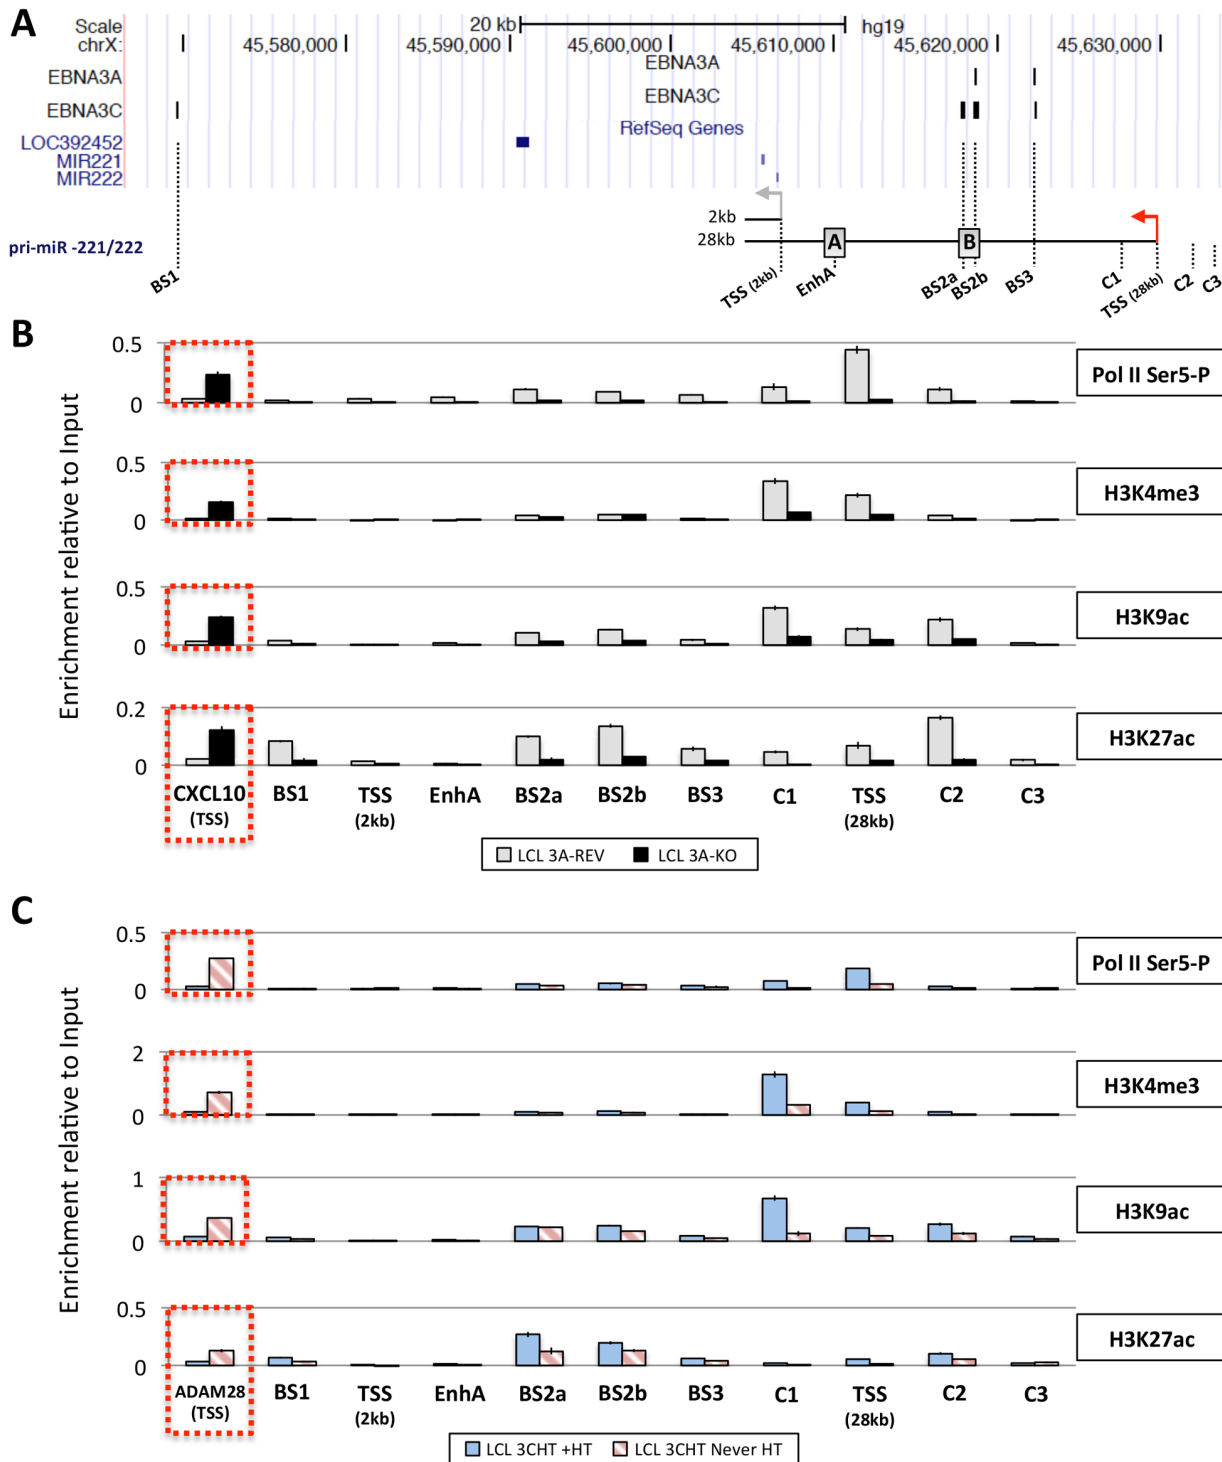 A
Scale
20 kb
hg19
chrX:
45,580,000
45,590,000
45,600,000
45,610,000
45,620,000
45,630,000
EBNA3A
EBNA3A
EBNA3C
EBNA3C
RefSeq Genes
LOC392452
MIR221
MIR222
2kb
28kb
pri-miR -221/222
A
B
BS1
TSS (2kb)
EnhA
BS2a
BS2b
BS3
C1
TSS (28kb)
C2
C3
B
Enrichment relative to Input
0.5
0
Pol II Ser5-P
0.5
0
H3K4me3
0.5
0
H3K9ac
0.2
0
H3K27ac
CXCL10 (TSS)
BS1
TSS (2kb)
EnhA
BS2a
BS2b
BS3
C1
TSS (28kb)
C2
C3
LCL 3A-REV
LCL 3A-KO
C
Enrichment relative to Input
0.5
0
Pol II Ser5-P
2
0
H3K4me3
1
0
H3K9ac
0.5
0
H3K27ac
ADAM28 (TSS)
BS1
TSS (2kb)
EnhA
BS2a
BS2b
BS3
C1
TSS (28kb)
C2
C3
LCL 3CHT +HT
LCL 3CHT Never HT